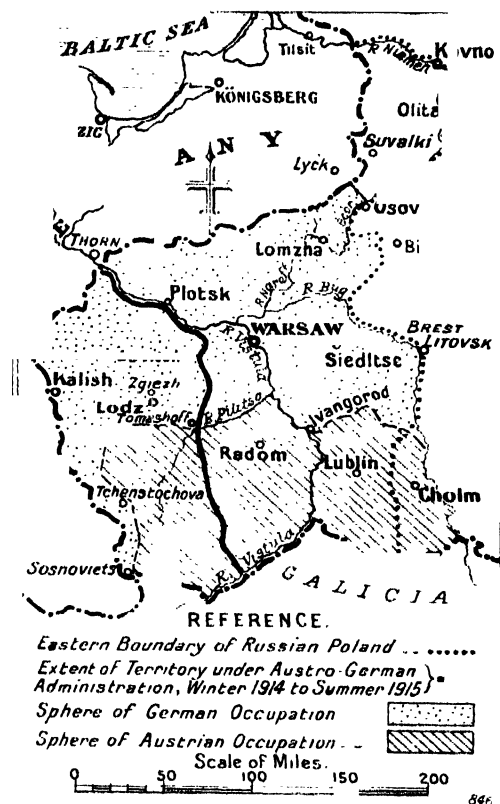 BALTIC SEA
Tilsit
R. Niemen
Kovno
KÖNIGSBERG
Olita
ZIG
Suvalki
A N Y
Lyck
USOV
THORN
Lomzha
Bi
R. Narew
R. Bug
Plotsk
R. Vistula
WARSAW
BREST
LITOVSK
Siedltse
Kalish
Zgiezh
Lodz
Tomashoff
R. Pilitsa
Ivangorod
Radom
Lublin
Cholm
Tchenstochova
Sosnoviets
R. Vistula
GALICIA
REFERENCE.
Eastern Boundary of Russian Poland
Extent of Territory under Austro-German
Administration, Winter 1914 to Summer 1915
Sphere of German Occupation
Sphere of Austrian Occupation
Scale of Miles.
0 50 100 150 200